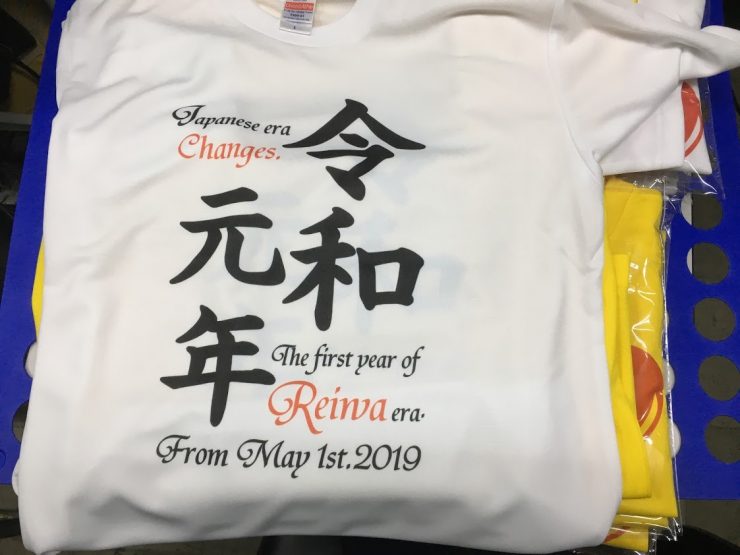 Japanese era
Changes.
令和
元年
The first year of
Reiwa era.
From May 1st.2019